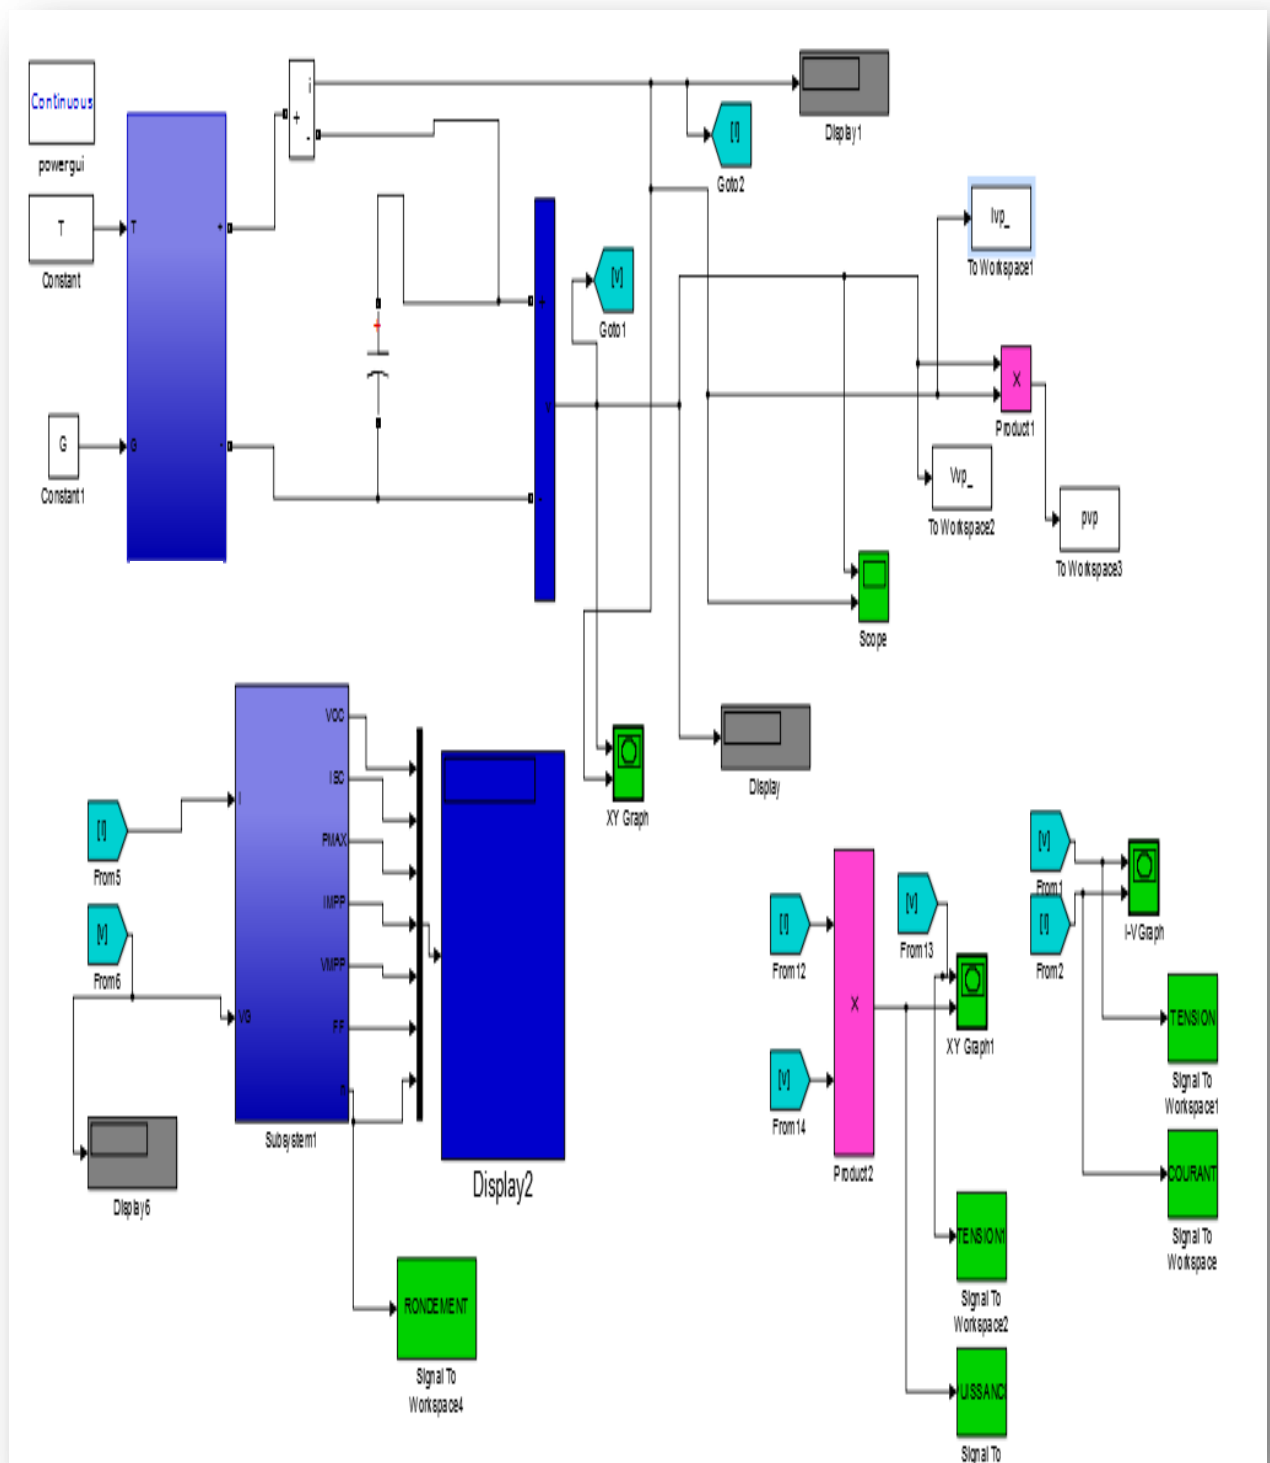 Continuous
powergui
T
Constant
G
Constant1
T
G
+
-
i
+
-
Display1
[I]
Goto2
[V]
Goto1
Ivp_
To Workspace1
×
Product1
Vvp_
To Workspace2
pvp
To Workspace3
Scope
XY Graph
Display
[I]
From5
[V]
From6
I
VG
VOC
ISC
PMAX
IMPP
VMPP
FF
Subsystem1
Display2
Display6
RONDEMENT
Signal To
Workspace4
[I]
From12
[V]
From14
×
Product2
[V]
From13
XY Graph1
[V]
From1
[I]
From2
I-V Graph
TENSION
Signal To
Workspace1
COURANT
Signal To
Workspace
TENSION1
Signal To
Workspace2
UISSANC
Signal To